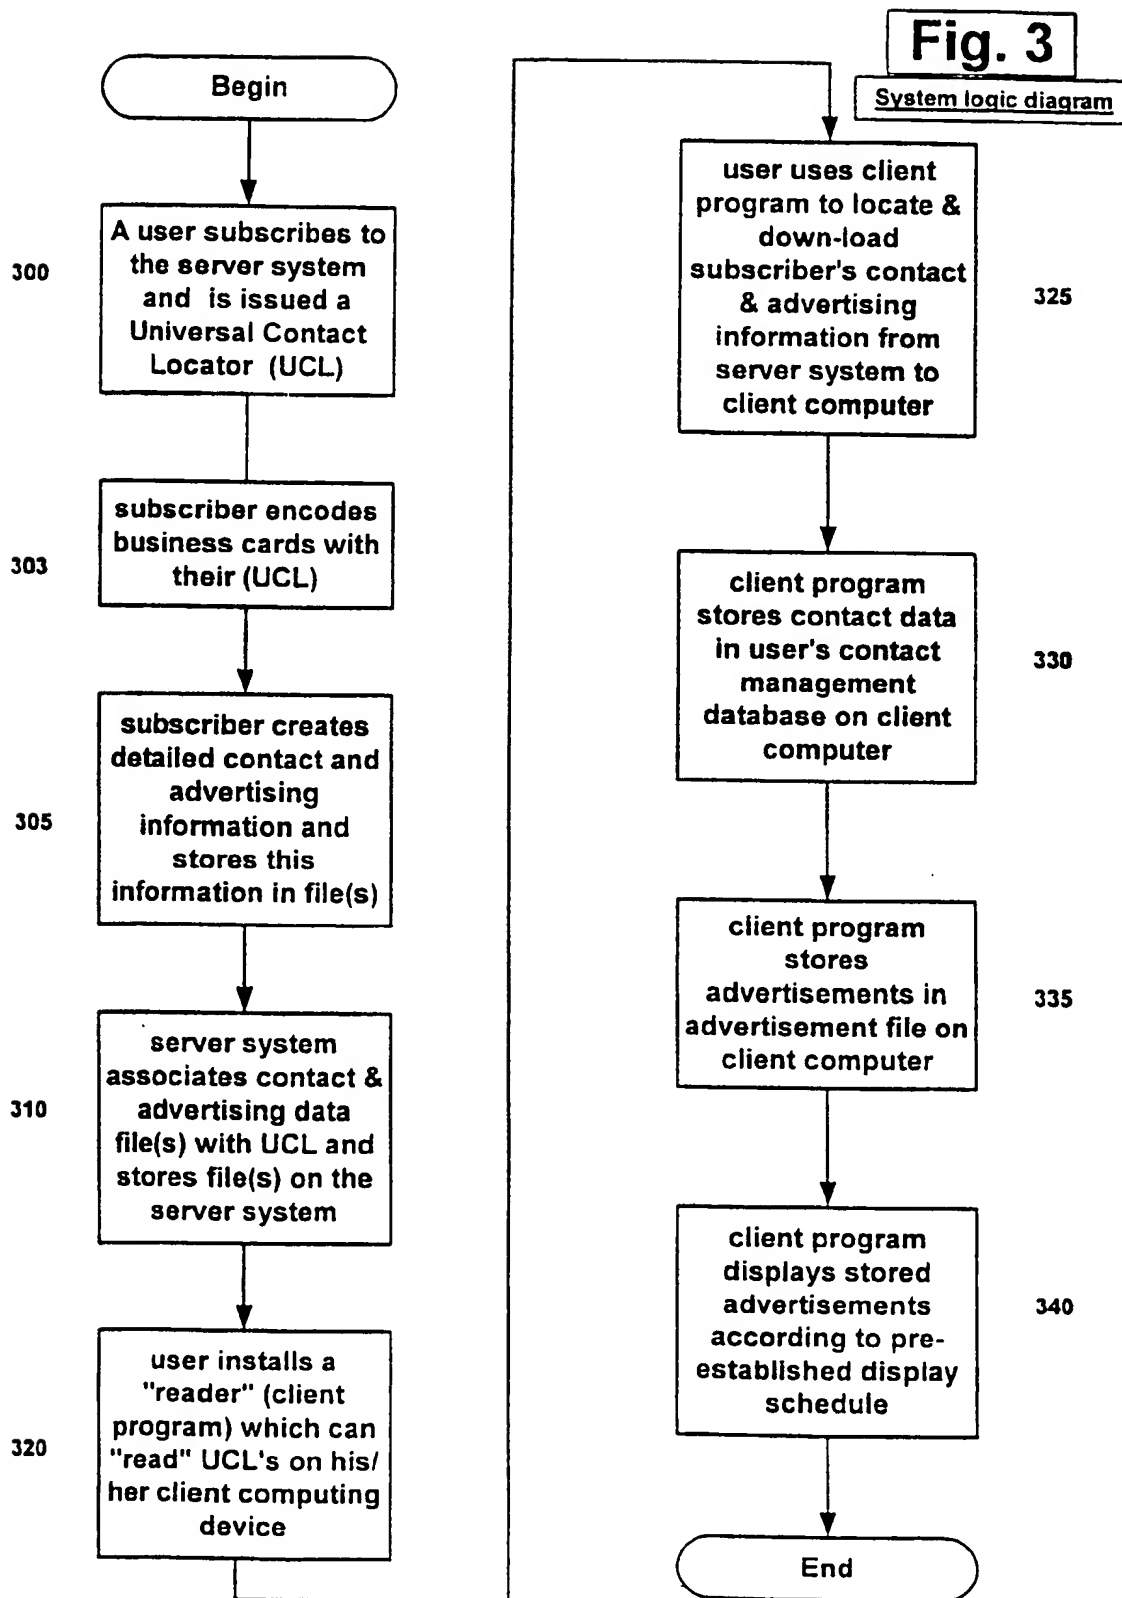 Fig. 3
System logic diagram
Begin
300
A user subscribes to
the server system
and is issued a
Universal Contact
Locator (UCL)
303
subscriber encodes
business cards with
their (UCL)
305
subscriber creates
detailed contact and
advertising
information and
stores this
information in file(s)
310
server system
associates contact &
advertising data
file(s) with UCL and
stores file(s) on the
server system
320
user installs a
"reader" (client
program) which can
"read" UCL's on his/
her client computing
device
user uses client
program to locate &
down-load
subscriber's contact
& advertising
information from
server system to
client computer
325
client program
stores contact data
in user's contact
management
database on client
computer
330
client program
stores
advertisements in
advertisement file on
client computer
335
client program
displays stored
advertisements
according to pre-
established display
schedule
340
End